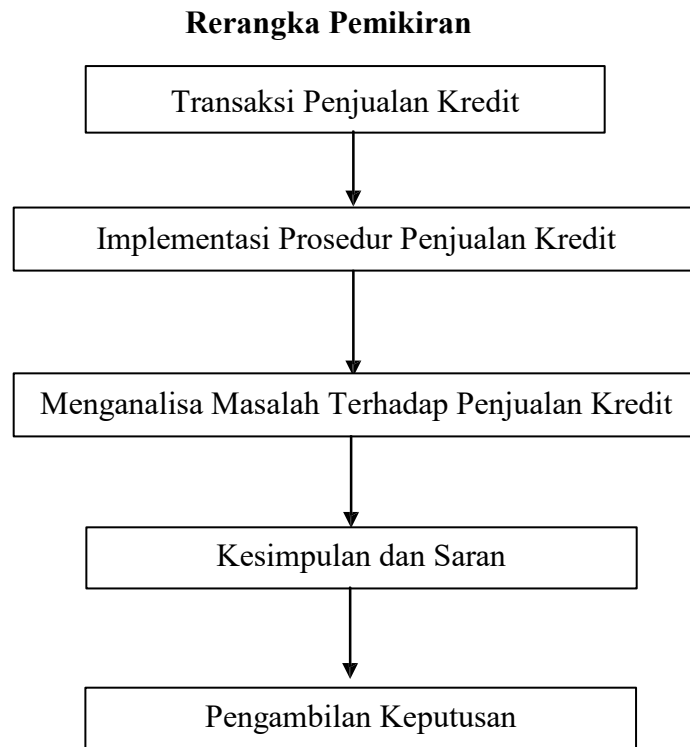 Rerangka Pemikiran
Transaksi Penjualan Kredit
Implementasi Prosedur Penjualan Kredit
Menganalisa Masalah Terhadap Penjualan Kredit
Kesimpulan dan Saran
Pengambilan Keputusan